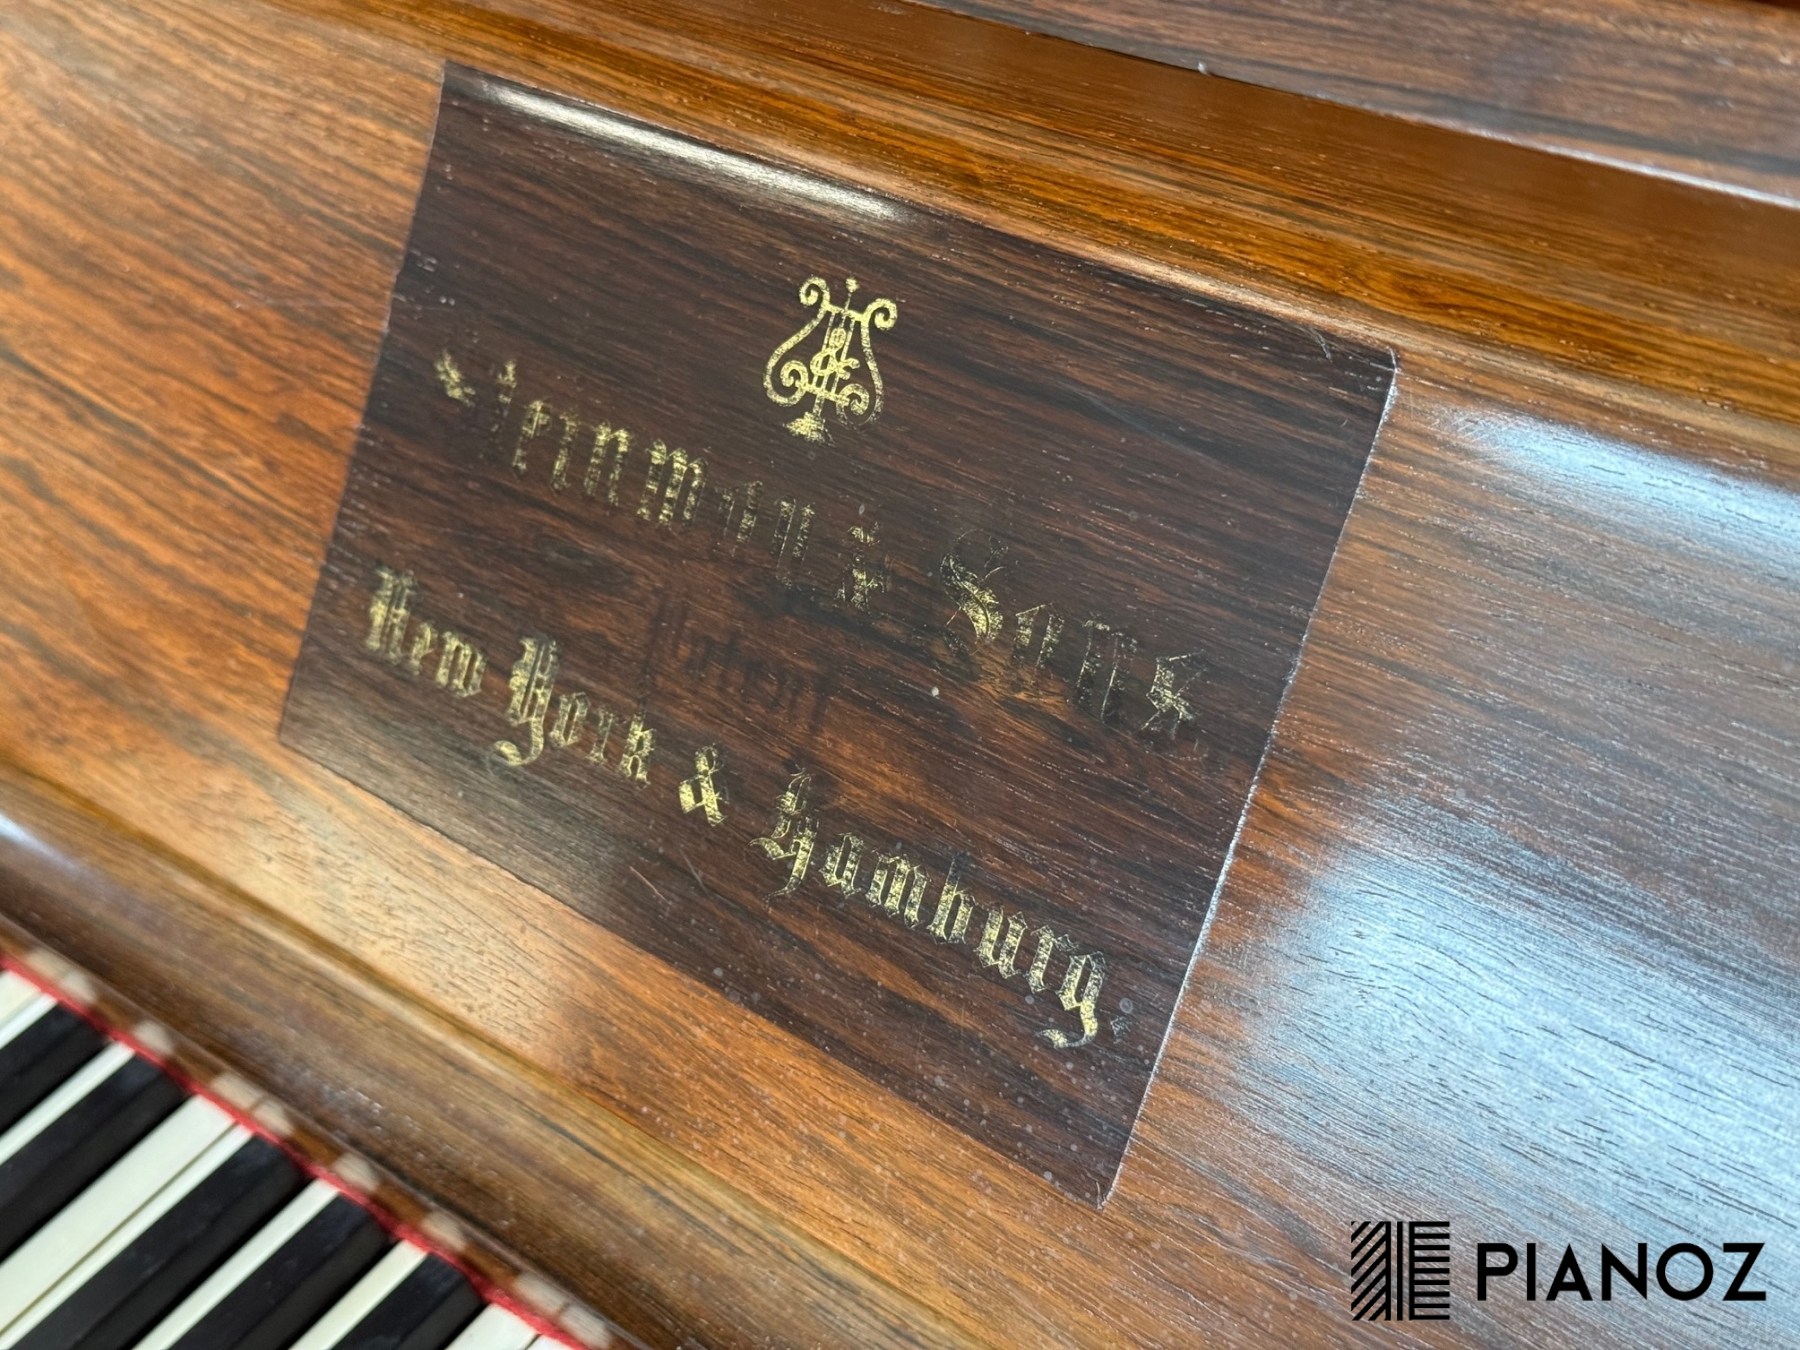 Steinway & Sons
Patent
New York & Hamburg
PIANOZ